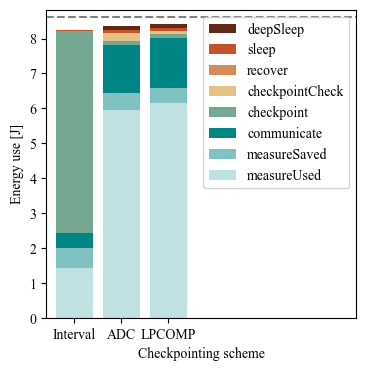 Energy use [J]
8
7
6
5
4
3
2
1
0
deepSleep
sleep
recover
checkpointCheck
checkpoint
communicate
measureSaved
measureUsed
Interval ADC LPCOMP
Checkpointing scheme